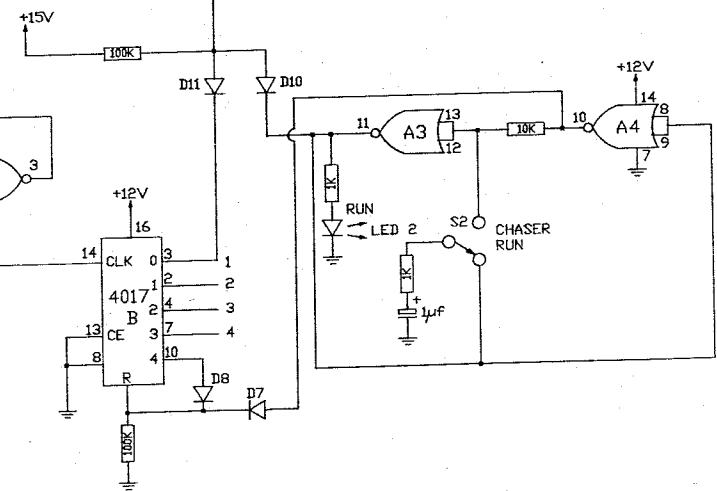 +15V
100K
D11
D10
3
+12V
16
14 CLK 0 3 1
1 2 2
4017 2 4 3
B
13 CE 3 7 4
8 4 10
R
D8
D7
100K
11
A3
13
12
10K
10
A4
+12V
14
8
9
7
1K
RUN
LED 2
S2
CHASER
RUN
1K
+
1µf